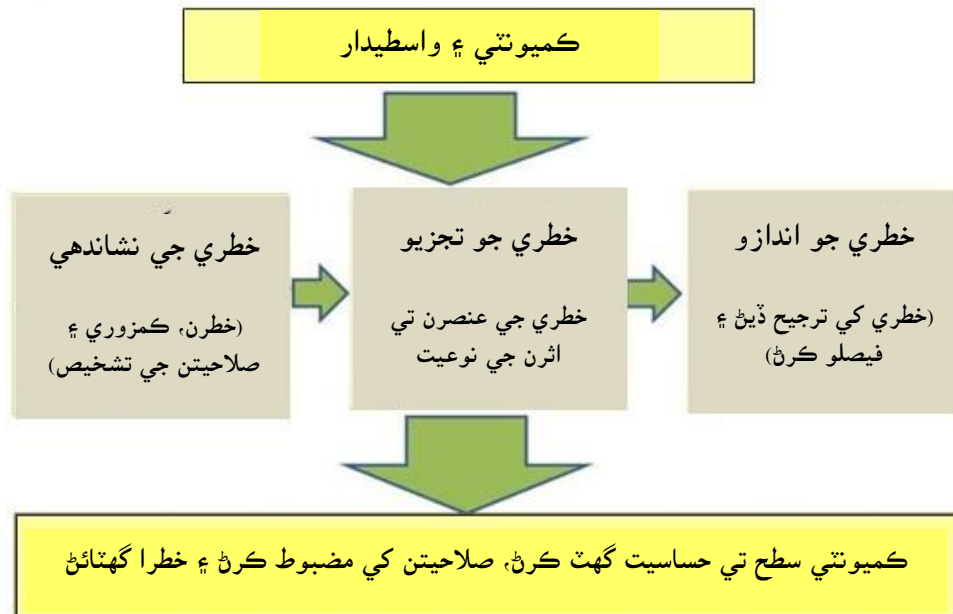 ڪميونٽي ۽ واسطيدار
خطري جي نشاندهي
(خطرن، ڪمزوري ۽
صلاحيتن جي تشخيص)
خطري جو تجزيو
خطري جي عنصرن تي
اثرن جي نوعيت
خطري جو اندازو
(خطري کي ترجيح ڏيڻ ۽
فيصلو ڪرڻ)
ڪميونٽي سطح تي حساسيت گهٽ ڪرڻ، صلاحيتن کي مضبوط ڪرڻ ۽ خطرا گهٽائڻ